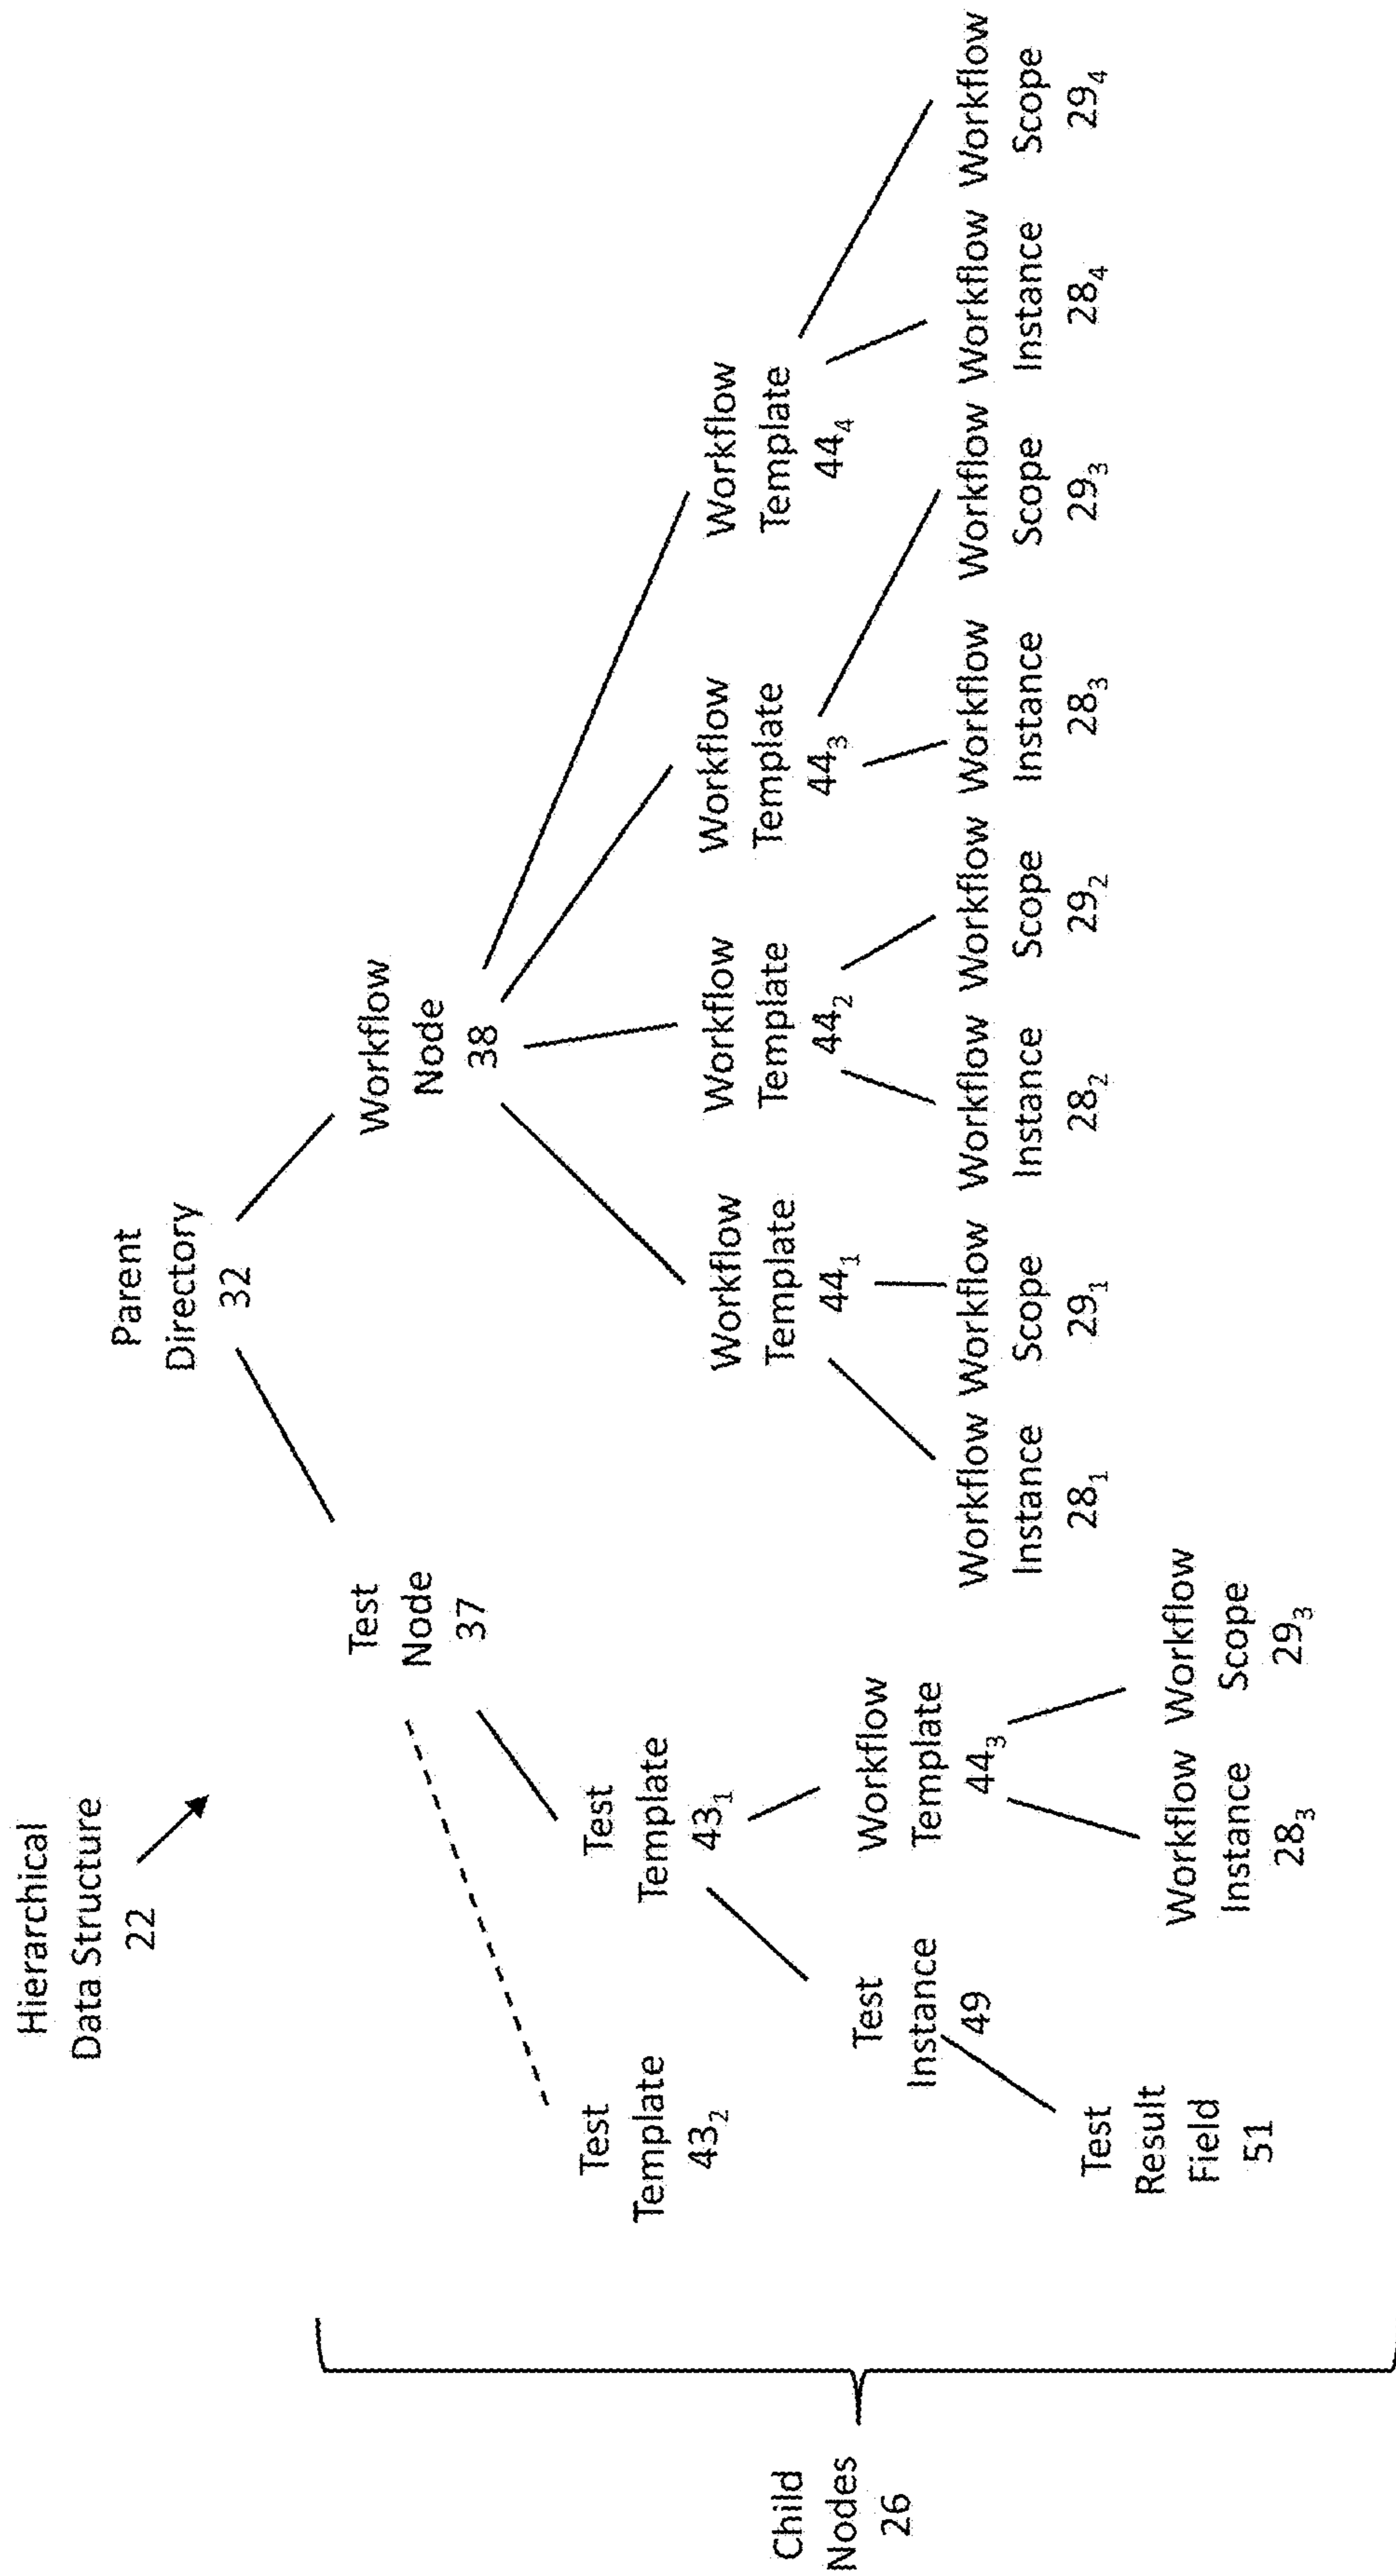 Hierarchical
Data Structure
22
Parent
Directory
32
Test
Node
37
Workflow
Node
38
Test
Template
43₂
Test
Template
43₁
Workflow
Template
44₁
Workflow
Template
44₂
Workflow
Template
44₃
Workflow
Template
44₄
Test
Instance
49
Workflow
Template
44₃
Workflow
Instance
28₁
Workflow
Scope
29₁
Workflow
Instance
28₂
Workflow
Scope
29₂
Workflow
Instance
28₃
Workflow
Scope
29₃
Workflow
Instance
28₄
Workflow
Scope
29₄
Test
Result
Field
51
Workflow
Instance
28₃
Workflow
Scope
29₃
Child
Nodes
26